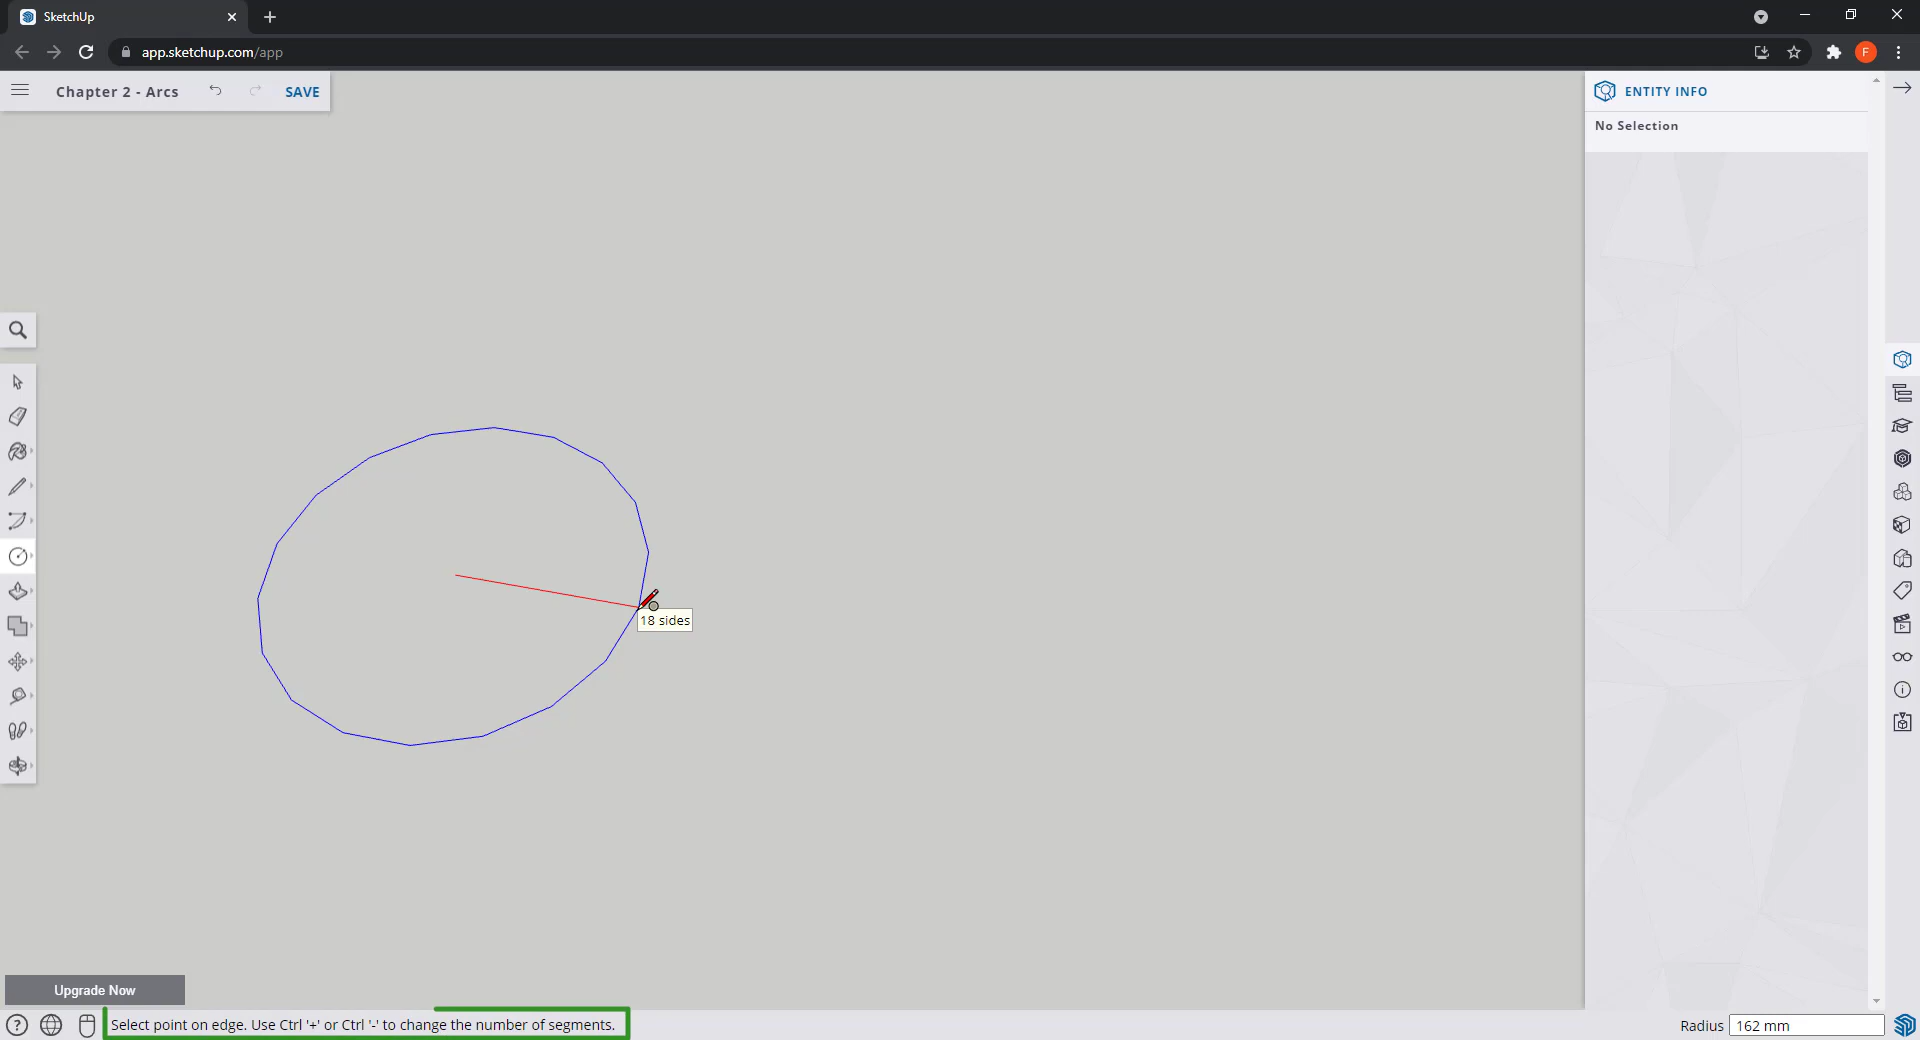 SketchUp
app.sketchup.com/app
F
Chapter 2 - Arcs
SAVE
ENTITY INFO
No Selection
18 sides
Upgrade Now
Select point on edge. Use Ctrl '+' or Ctrl '-' to change the number of segments.
Radius 162 mm